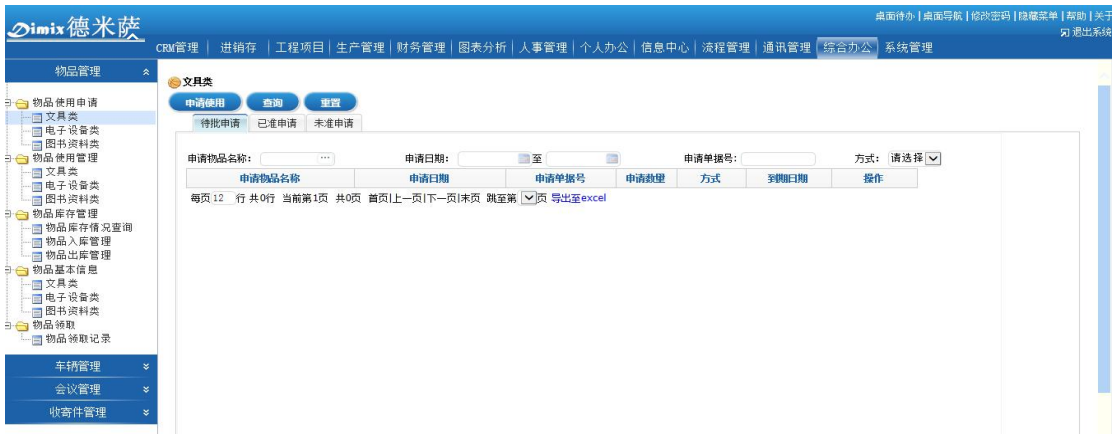 桌面待办 | 桌面导航 | 修改密码 | 隐藏菜单 | 帮助 | 关于
Dimix德米萨
退出系统
CRM管理 | 进销存 | 工程项目 | 生产管理 | 财务管理 | 图表分析 | 人事管理 | 个人办公 | 信息中心 | 流程管理 | 通讯管理 | 综合办公 | 系统管理
物品管理
物品使用申请
文具类
电子设备类
图书资料类
物品使用管理
文具类
电子设备类
图书资料类
物品库存管理
物品库存情况查询
物品入库管理
物品出库管理
物品基本信息
文具类
电子设备类
图书资料类
物品领取
物品领取记录
车辆管理
会议管理
收寄件管理
文具类
申请使用 查询 重置
待批申请 已准申请 未准申请
申请物品名称: ... 申请日期: 至 申请单据号: 方式: 请选择
申请物品名称 申请日期 申请单据号 申请数量 方式 到期日期 操作
每页 12 行 共0行 当前第1页 共0页 首页|上一页|下一页|末页 跳至第 页 导出至excel